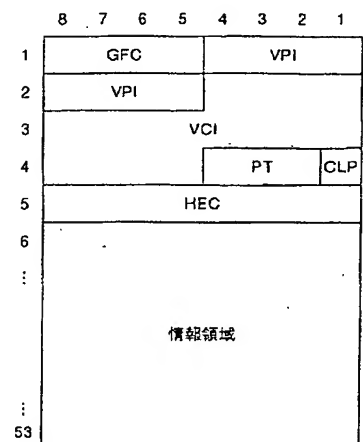 8 7 6 5 4 3 2 1
1 GFC VPI
2 VPI
3 VCI
4 PT CLP
5 HEC
6
⋮
情報領域
⋮
53